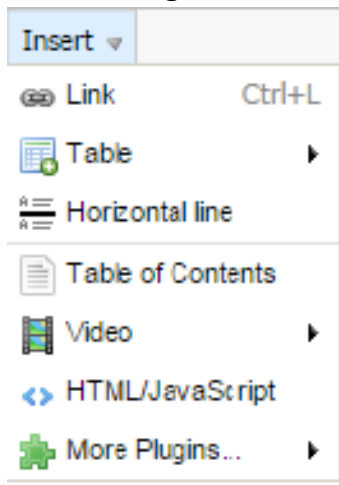 Insert
Link Ctrl+L
Table
Horizontal line
Table of Contents
Video
HTML/JavaScript
More Plugins...